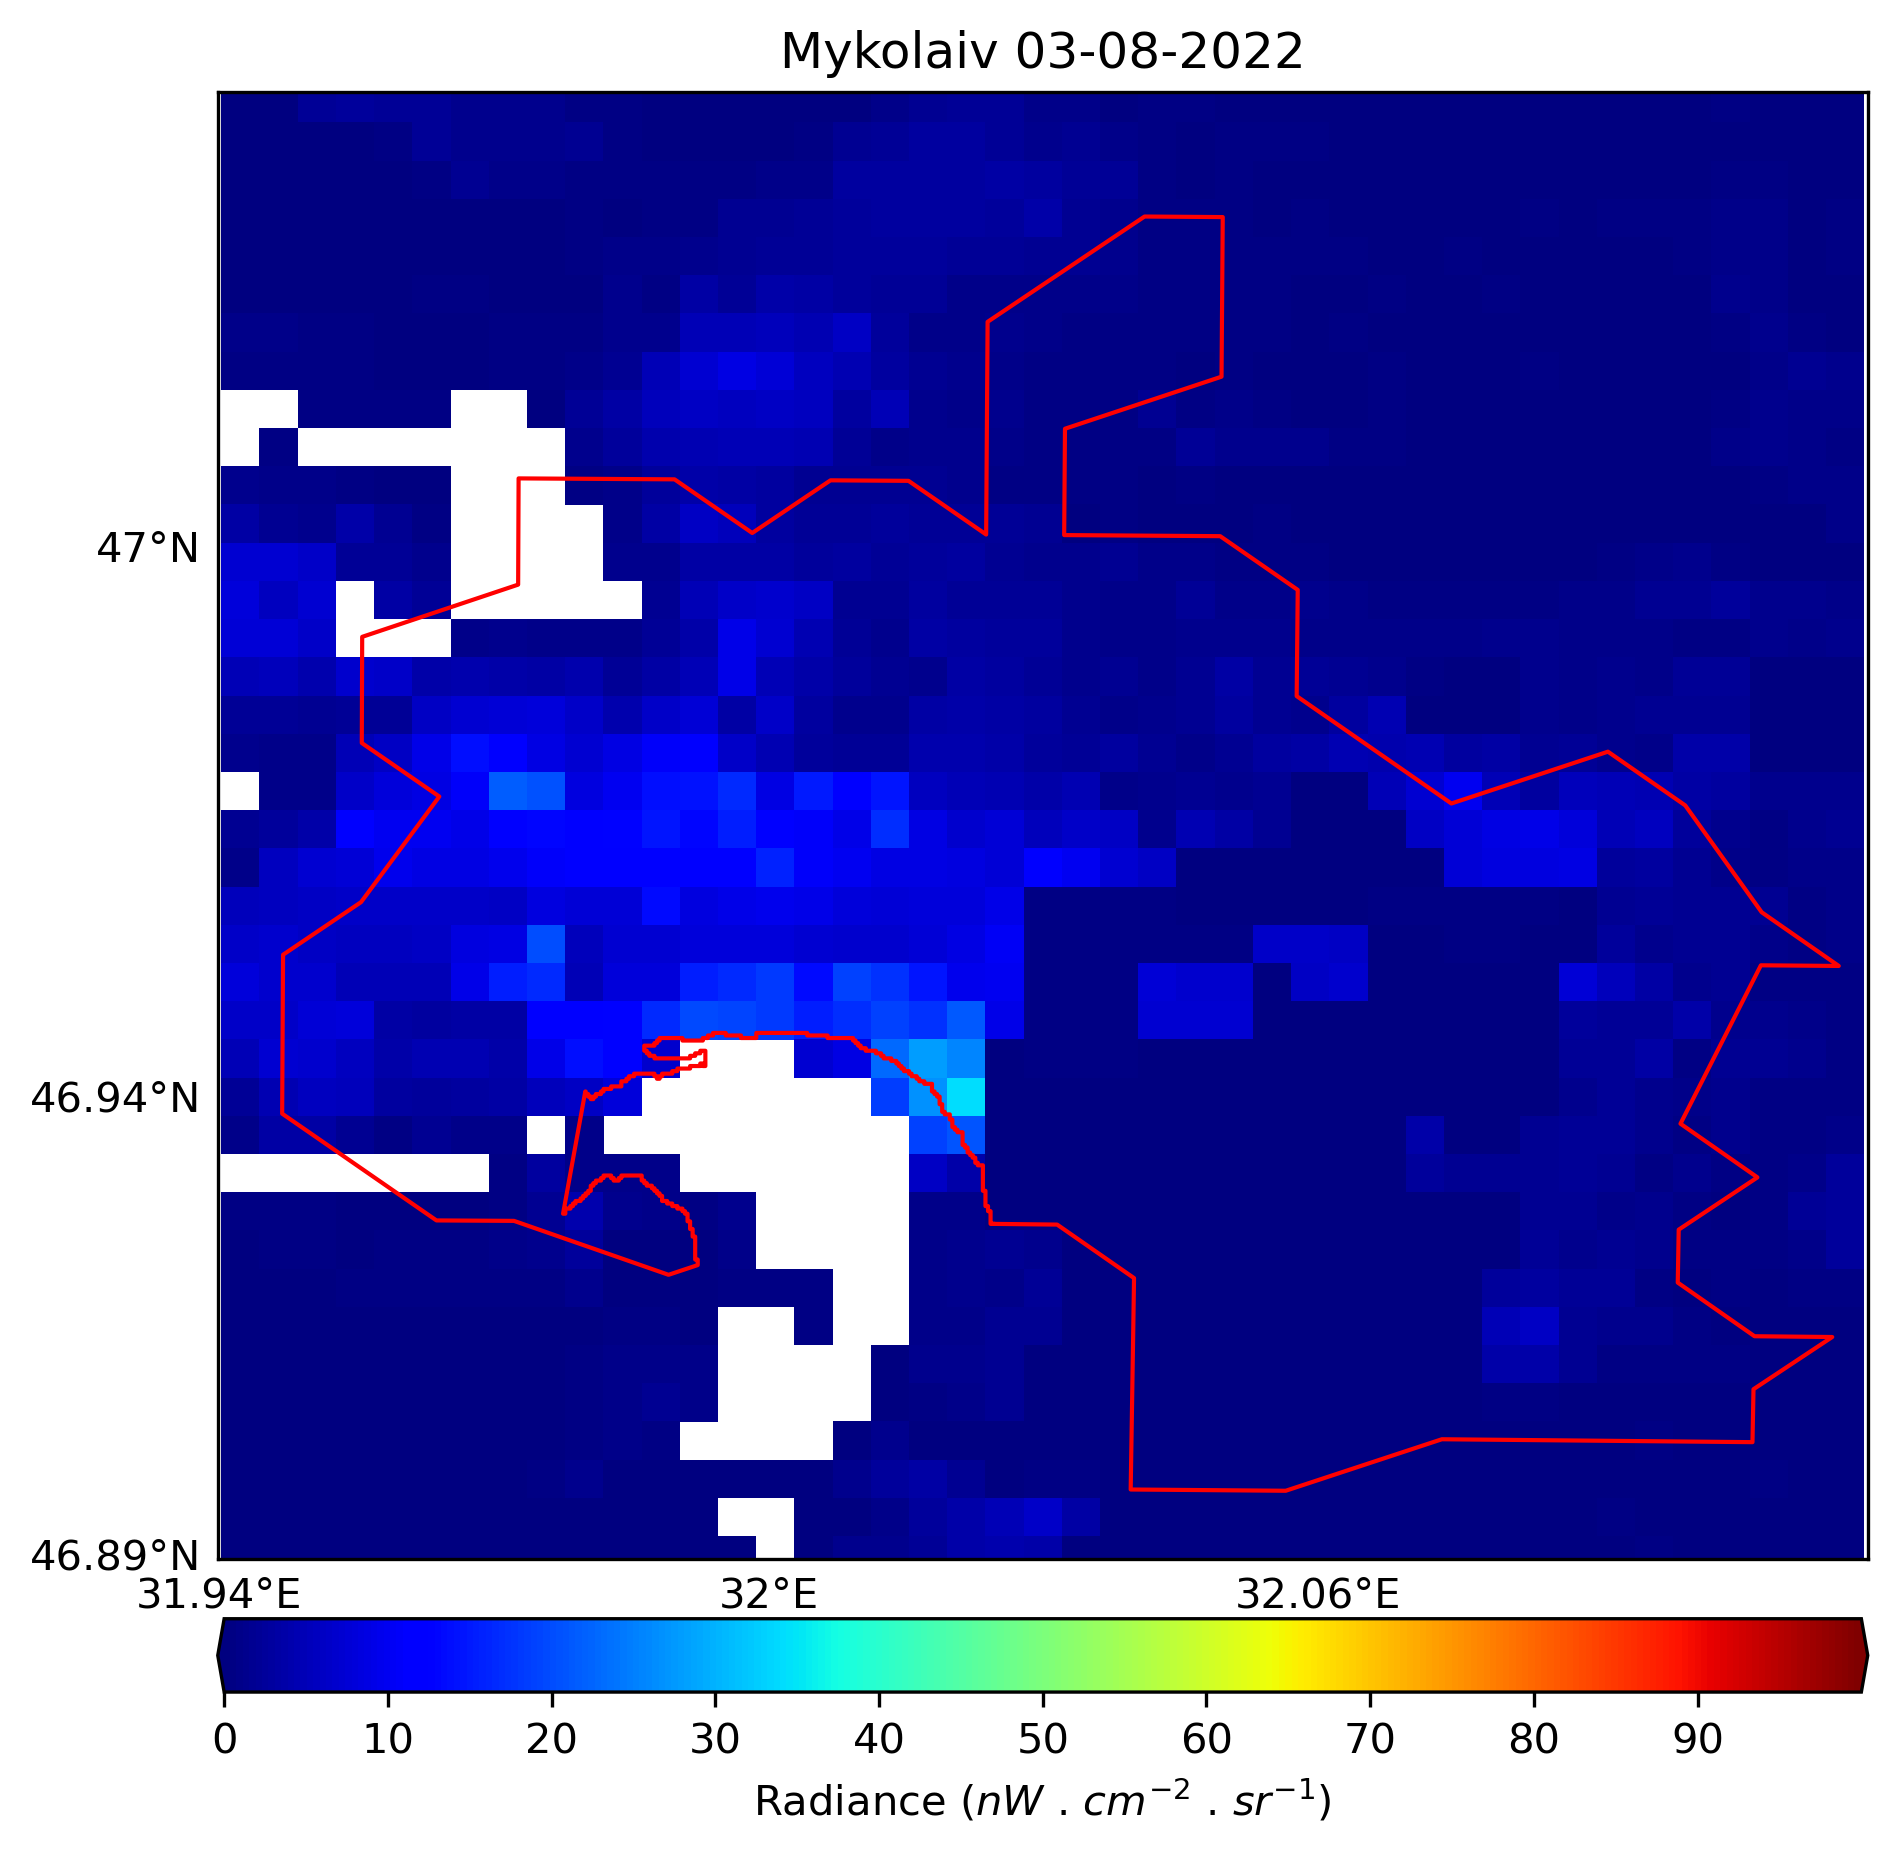 Mykolaiv 03-08-2022
47°N
46.94°N
46.89°N
31.94°E 32°E 32.06°E
0 10 20 30 40 50 60 70 80 90
Radiance (nW . cm⁻² . sr⁻¹)